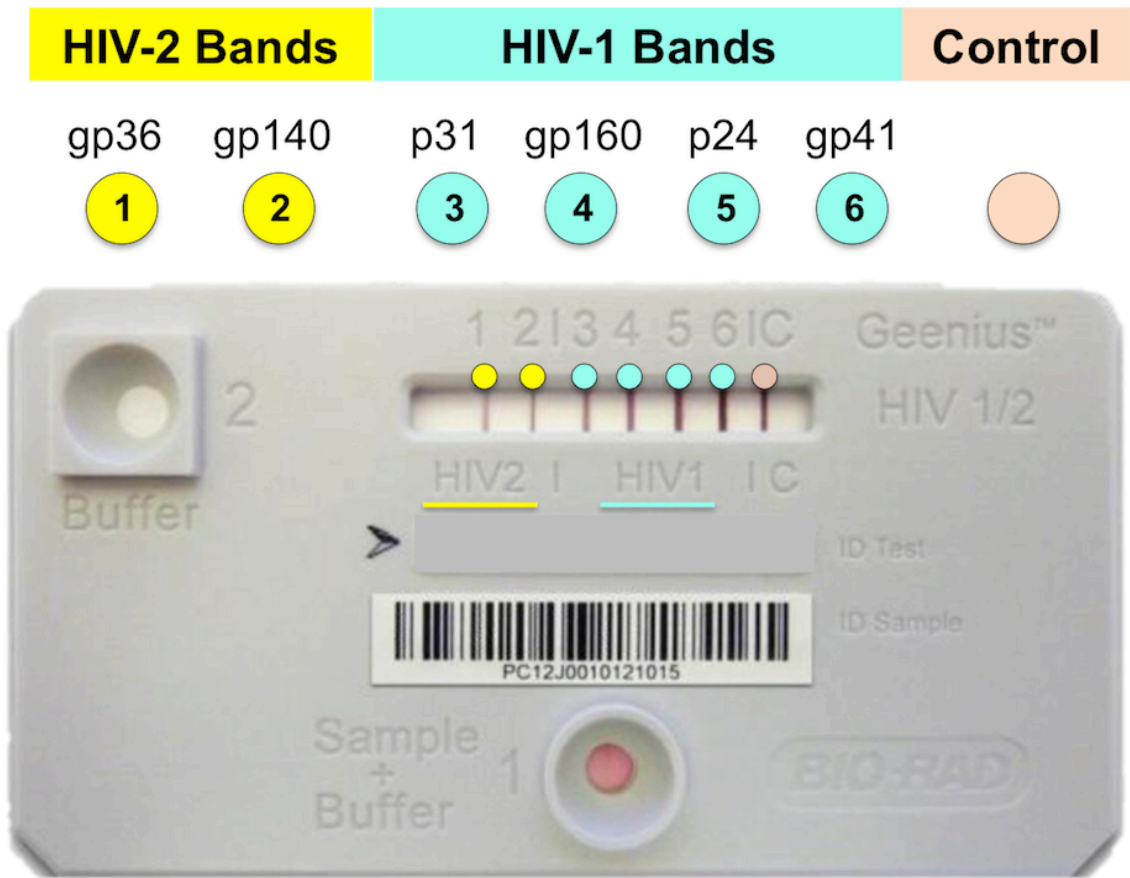 HIV-2 Bands HIV-1 Bands Control
gp36 gp140 p31 gp160 p24 gp41
1 2 3 4 5 6
1 2 I 3 4 5 6 I C Geenius™
2 HIV 1/2
HIV2 I HIV1 I C
Buffer
ID Test
ID Sample
PC12J0010121015
Sample
+
Buffer
1
BIO-RAD